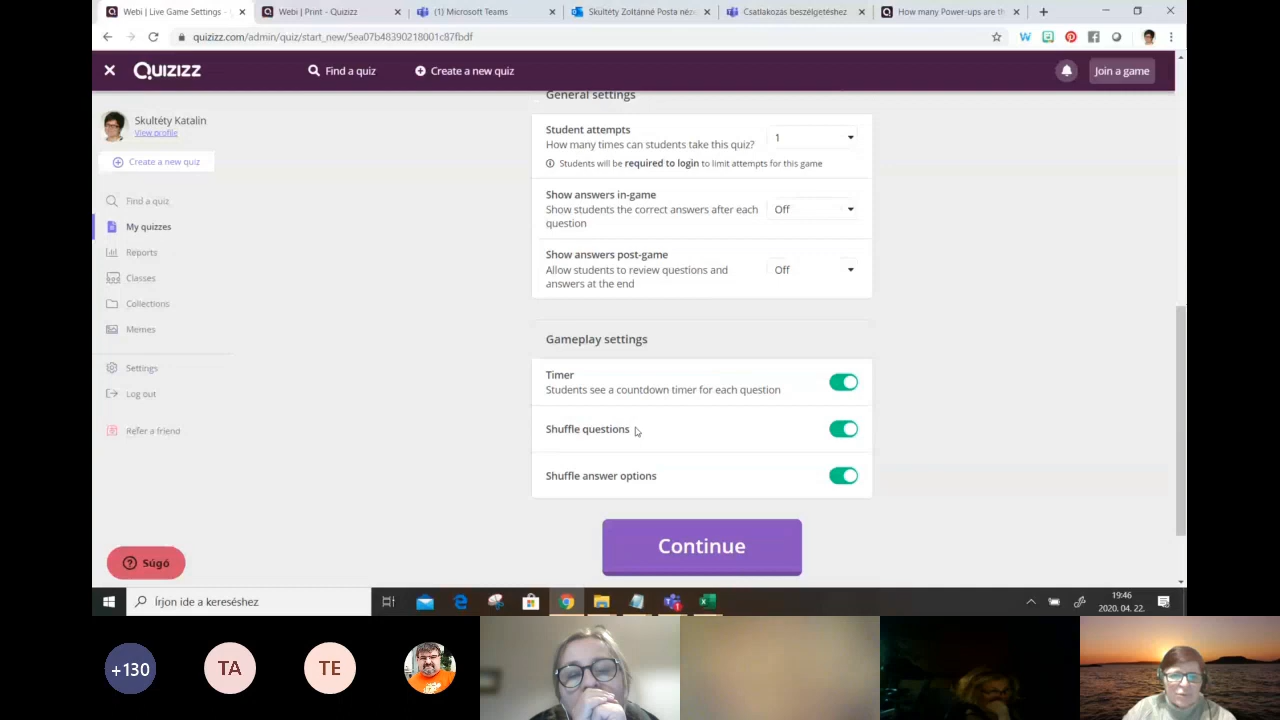 Webi | Live Game Settings -
Webi | Print - Quizizz
(1) Microsoft Teams
Skultéty Zoltánné Posta néz
Csatlakozás beszélgetéshez
How many Power-ups are th
quizizz.com/admin/quiz/start_new/5ea07b48390218001c87fbdf
QUIZIZZ
Find a quiz
Create a new quiz
Join a game
Skultéty Katalin
View profile
Create a new quiz
Find a quiz
My quizzes
Reports
Classes
Collections
Memes
Settings
Log out
Refer a friend
Súgó
General settings
Student attempts
How many times can students take this quiz?
1
Students will be required to login to limit attempts for this game
Show answers in-game
Show students the correct answers after each
question
Off
Show answers post-game
Allow students to review questions and
answers at the end
Off
Gameplay settings
Timer
Students see a countdown timer for each question
Shuffle questions
Shuffle answer options
Continue
Írjon ide a kereséshez
19:46
2020. 04. 22.
+130
TA
TE